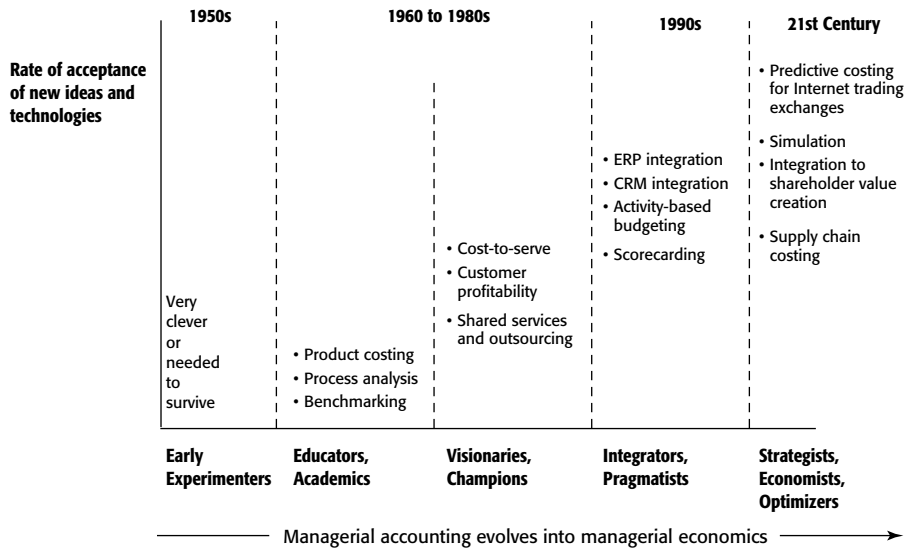 1950s
1960 to 1980s
1990s
21st Century
Rate of acceptance
of new ideas and
technologies
Very
clever
or
needed
to
survive
• Product costing
• Process analysis
• Benchmarking
• Cost-to-serve
• Customer
profitability
• Shared services
and outsourcing
• ERP integration
• CRM integration
• Activity-based
budgeting
• Scorecarding
• Predictive costing
for Internet trading
exchanges
• Simulation
• Integration to
shareholder value
creation
• Supply chain
costing
Early
Experimenters
Educators,
Academics
Visionaries,
Champions
Integrators,
Pragmatists
Strategists,
Economists,
Optimizers
Managerial accounting evolves into managerial economics